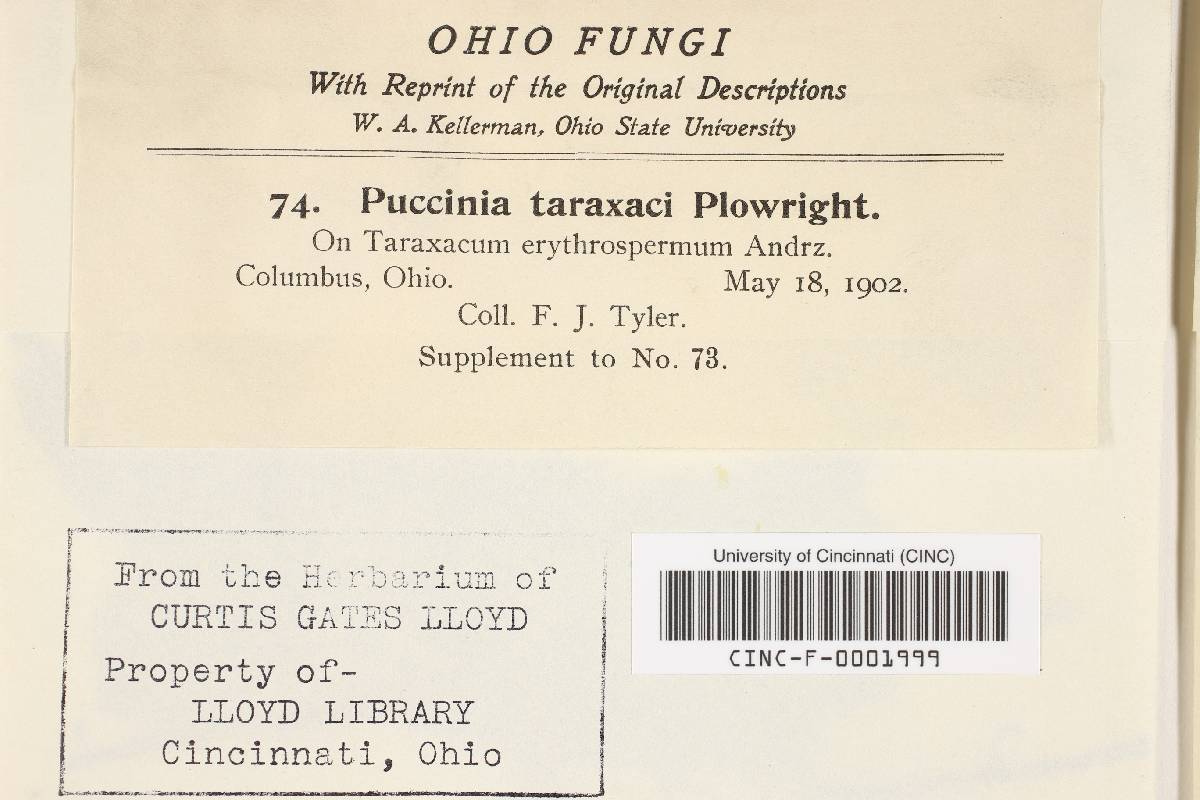 OHIO FUNGI
With Reprint of the Original Descriptions
W. A. Kellerman, Ohio State University
74. Puccinia taraxaci Plowright.
On Taraxacum erythrospermum Andrz.
Columbus, Ohio. May 18, 1902.
Coll. F. J. Tyler.
Supplement to No. 73.
From the Herbarium of
CURTIS GATES LLOYD
Property of-
LLOYD LIBRARY
Cincinnati, Ohio
University of Cincinnati (CINC)
CINC-F-0001999